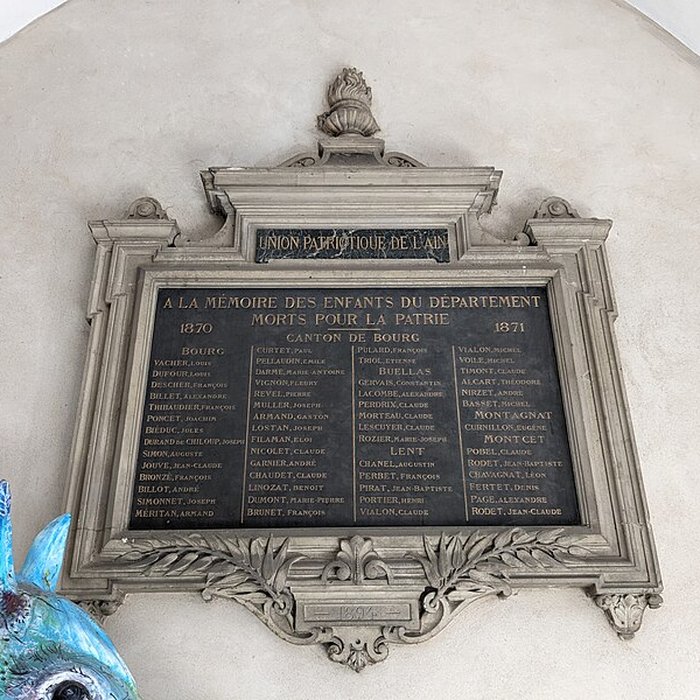 UNION PATRIOTIQUE DE L'AIN
A LA MÉMOIRE DES ENFANTS DU DÉPARTEMENT
MORTS POUR LA PATRIE
1870
1871
CANTON DE BOURG
BOURG
VACHER, LOUIS
DUFOUR, LOUIS
DESCHER, FRANÇOIS
BILLET, ALEXANDRE
THIBAUDIER, FRANÇOIS
PONCET, JOACHIM
BIÉDUC, JULES
DURAND DE CHILOUP, JOSEPH
SIMON, AUGUSTE
JOUVE, JEAN-CLAUDE
BRONZÉ, FRANÇOIS
BILLOT, ANDRÉ
SIMONNET, JOSEPH
MÉRITAN, ARMAND
CURTET, PAUL
PELLAUDIN, EMILE
DARMÉ, MARIE-ANTOINE
VIGNON, FLEURY
REVEL, PIERRE
MULLER, JOSEPH
ARMAND, GASTON
LOSTAN, JOSEPH
FILAMAN, ELOI
NICOLET, CLAUDE
GARNIER, ANDRÉ
CHAUDET, CLAUDE
LINOZAT, BENOIT
DUMONT, MARIE-PIERRE
BRUNET, FRANÇOIS
PULARD, FRANÇOIS
TRIOL, ETIENNE
BUELLAS
GERVAIS, CONSTANTIN
LACOMBE, ALEXANDRE
PERDRIX, CLAUDE
MORTEAU, CLAUDE
LESCUYER, CLAUDE
ROZIER, MARIE-JOSEPH
LENT
CHANEL, AUGUSTIN
PERBET, FRANÇOIS
PIRAT, JEAN-BAPTISTE
PORTIER, HENRI
VIALON, CLAUDE
VIALON, MICHEL
VOILE, MICHEL
TIMONT, CLAUDE
ALCART, THÉODORE
NIRZET, ANDRÉ
BASSET, MICHEL
MONTAGNAT
CURNILLON, EUGÈNE
MONTCET
POBEL, CLAUDE
RODET, JEAN-BAPTISTE
CHAVAGNAT, LÉON
FERTET, DENIS
PAGE, ALEXANDRE
RODET, JEAN-CLAUDE
1894